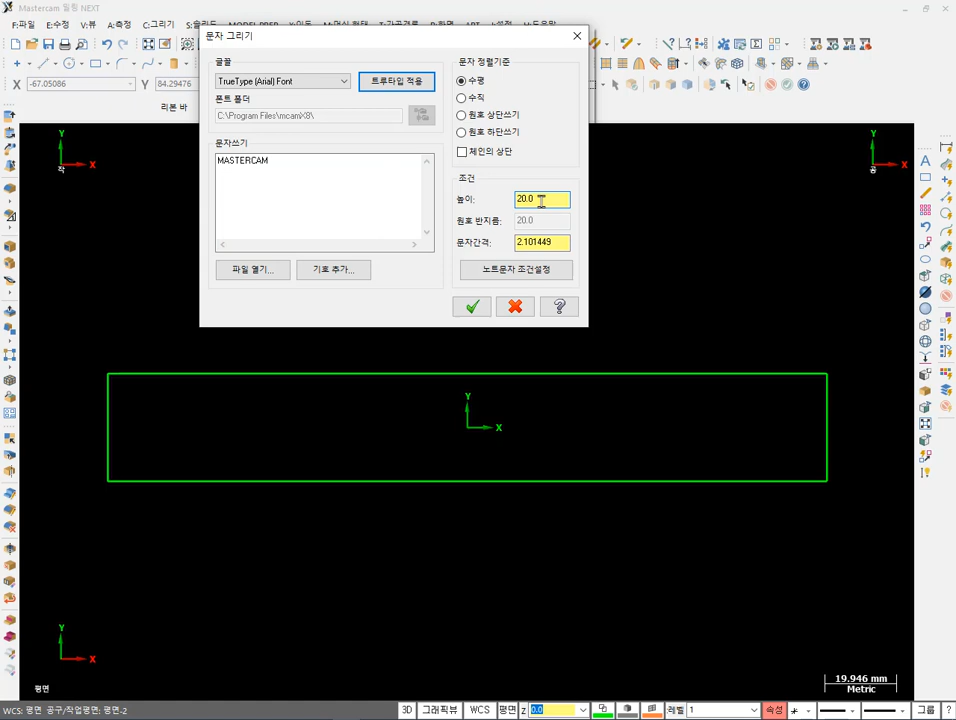 Mastercam 밀링 NEXT
F:파일 E:수정 V:뷰 A:측정 C:그리기
문자 그리기
글꼴
TrueType (Arial) Font
트루타입 적용
폰트 폴더
C:\Program Files\mcamX8\
문자쓰기
MASTERCAM
파일 열기...
기호 추가...
문자 정렬기준
수평
수직
원호 상단쓰기
원호 하단쓰기
체인의 상단
조건
높이: 20.0
원호 반지름: 20.0
문자간격: 2.101449
노트문자 조건설정
X -67.05086 Y 84.29476
리본 바
Y
X
작
Y
X
공
Y
X
Y
X
평면
19.946 mm
Metric
WCS: 평면 공구/작업평면: 평면-2
3D 그래픽뷰 WCS 평면 Z 0.0 레벨 1 속성 그룹 ?